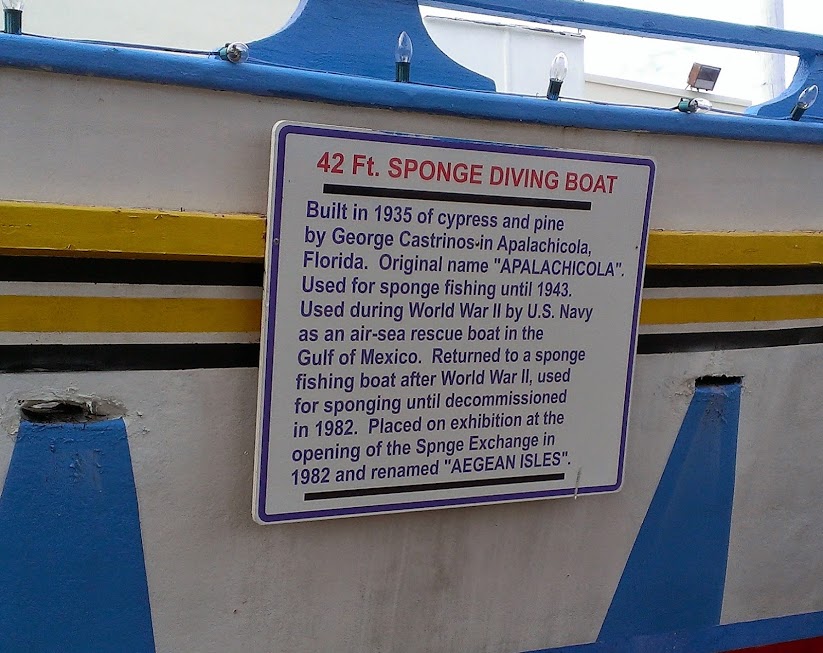 42 Ft. SPONGE DIVING BOAT
Built in 1935 of cypress and pine
by George Castrinos in Apalachicola,
Florida. Original name "APALACHICOLA".
Used for sponge fishing until 1943.
Used during World War II by U.S. Navy
as an air-sea rescue boat in the
Gulf of Mexico. Returned to a sponge
fishing boat after World War II, used
for sponging until decommissioned
in 1982. Placed on exhibition at the
opening of the Spnge Exchange in
1982 and renamed "AEGEAN ISLES".